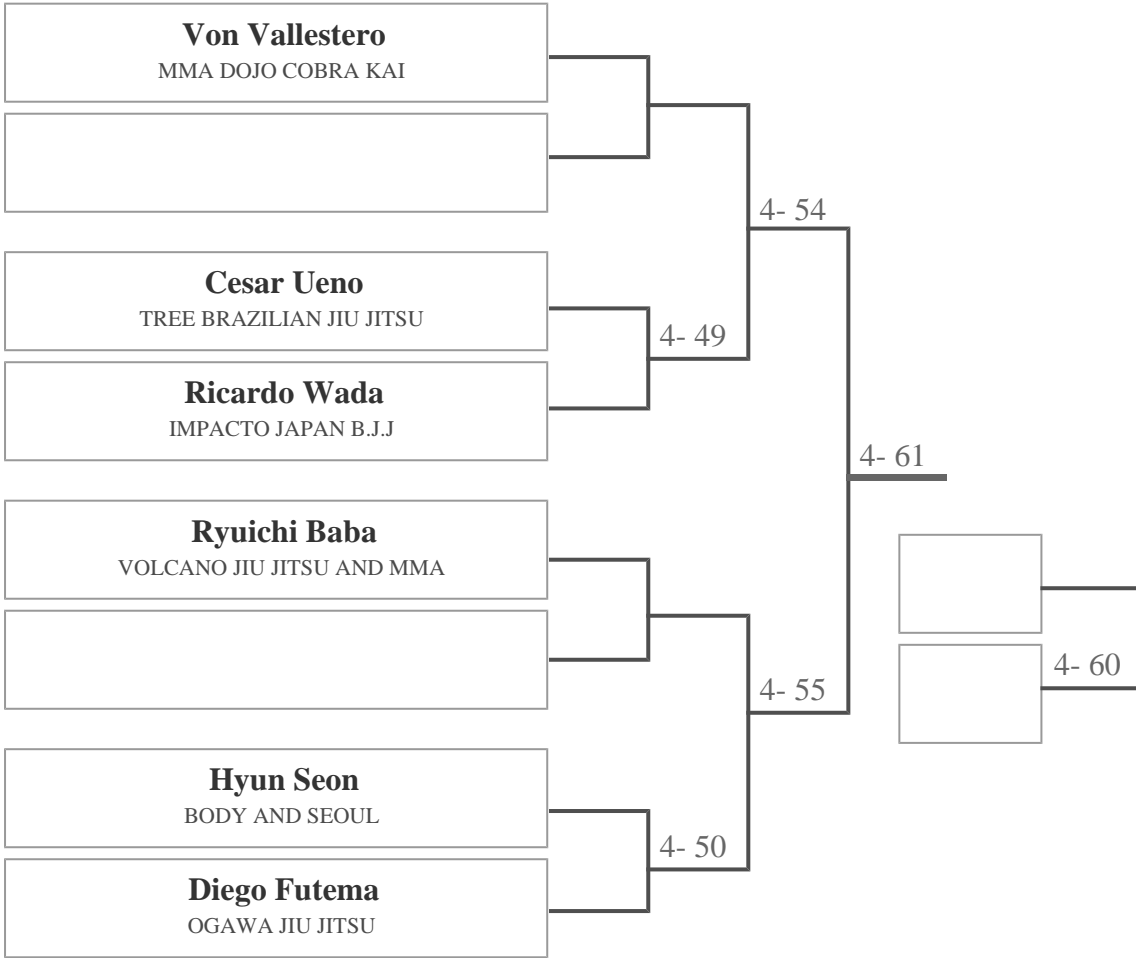 Von Vallestero
MMA DOJO COBRA KAI
4- 54
Cesar Ueno
TREE BRAZILIAN JIU JITSU
4- 49
Ricardo Wada
IMPACTO JAPAN B.J.J
4- 61
Ryuichi Baba
VOLCANO JIU JITSU AND MMA
4- 60
4- 55
Hyun Seon
BODY AND SEOUL
4- 50
Diego Futema
OGAWA JIU JITSU